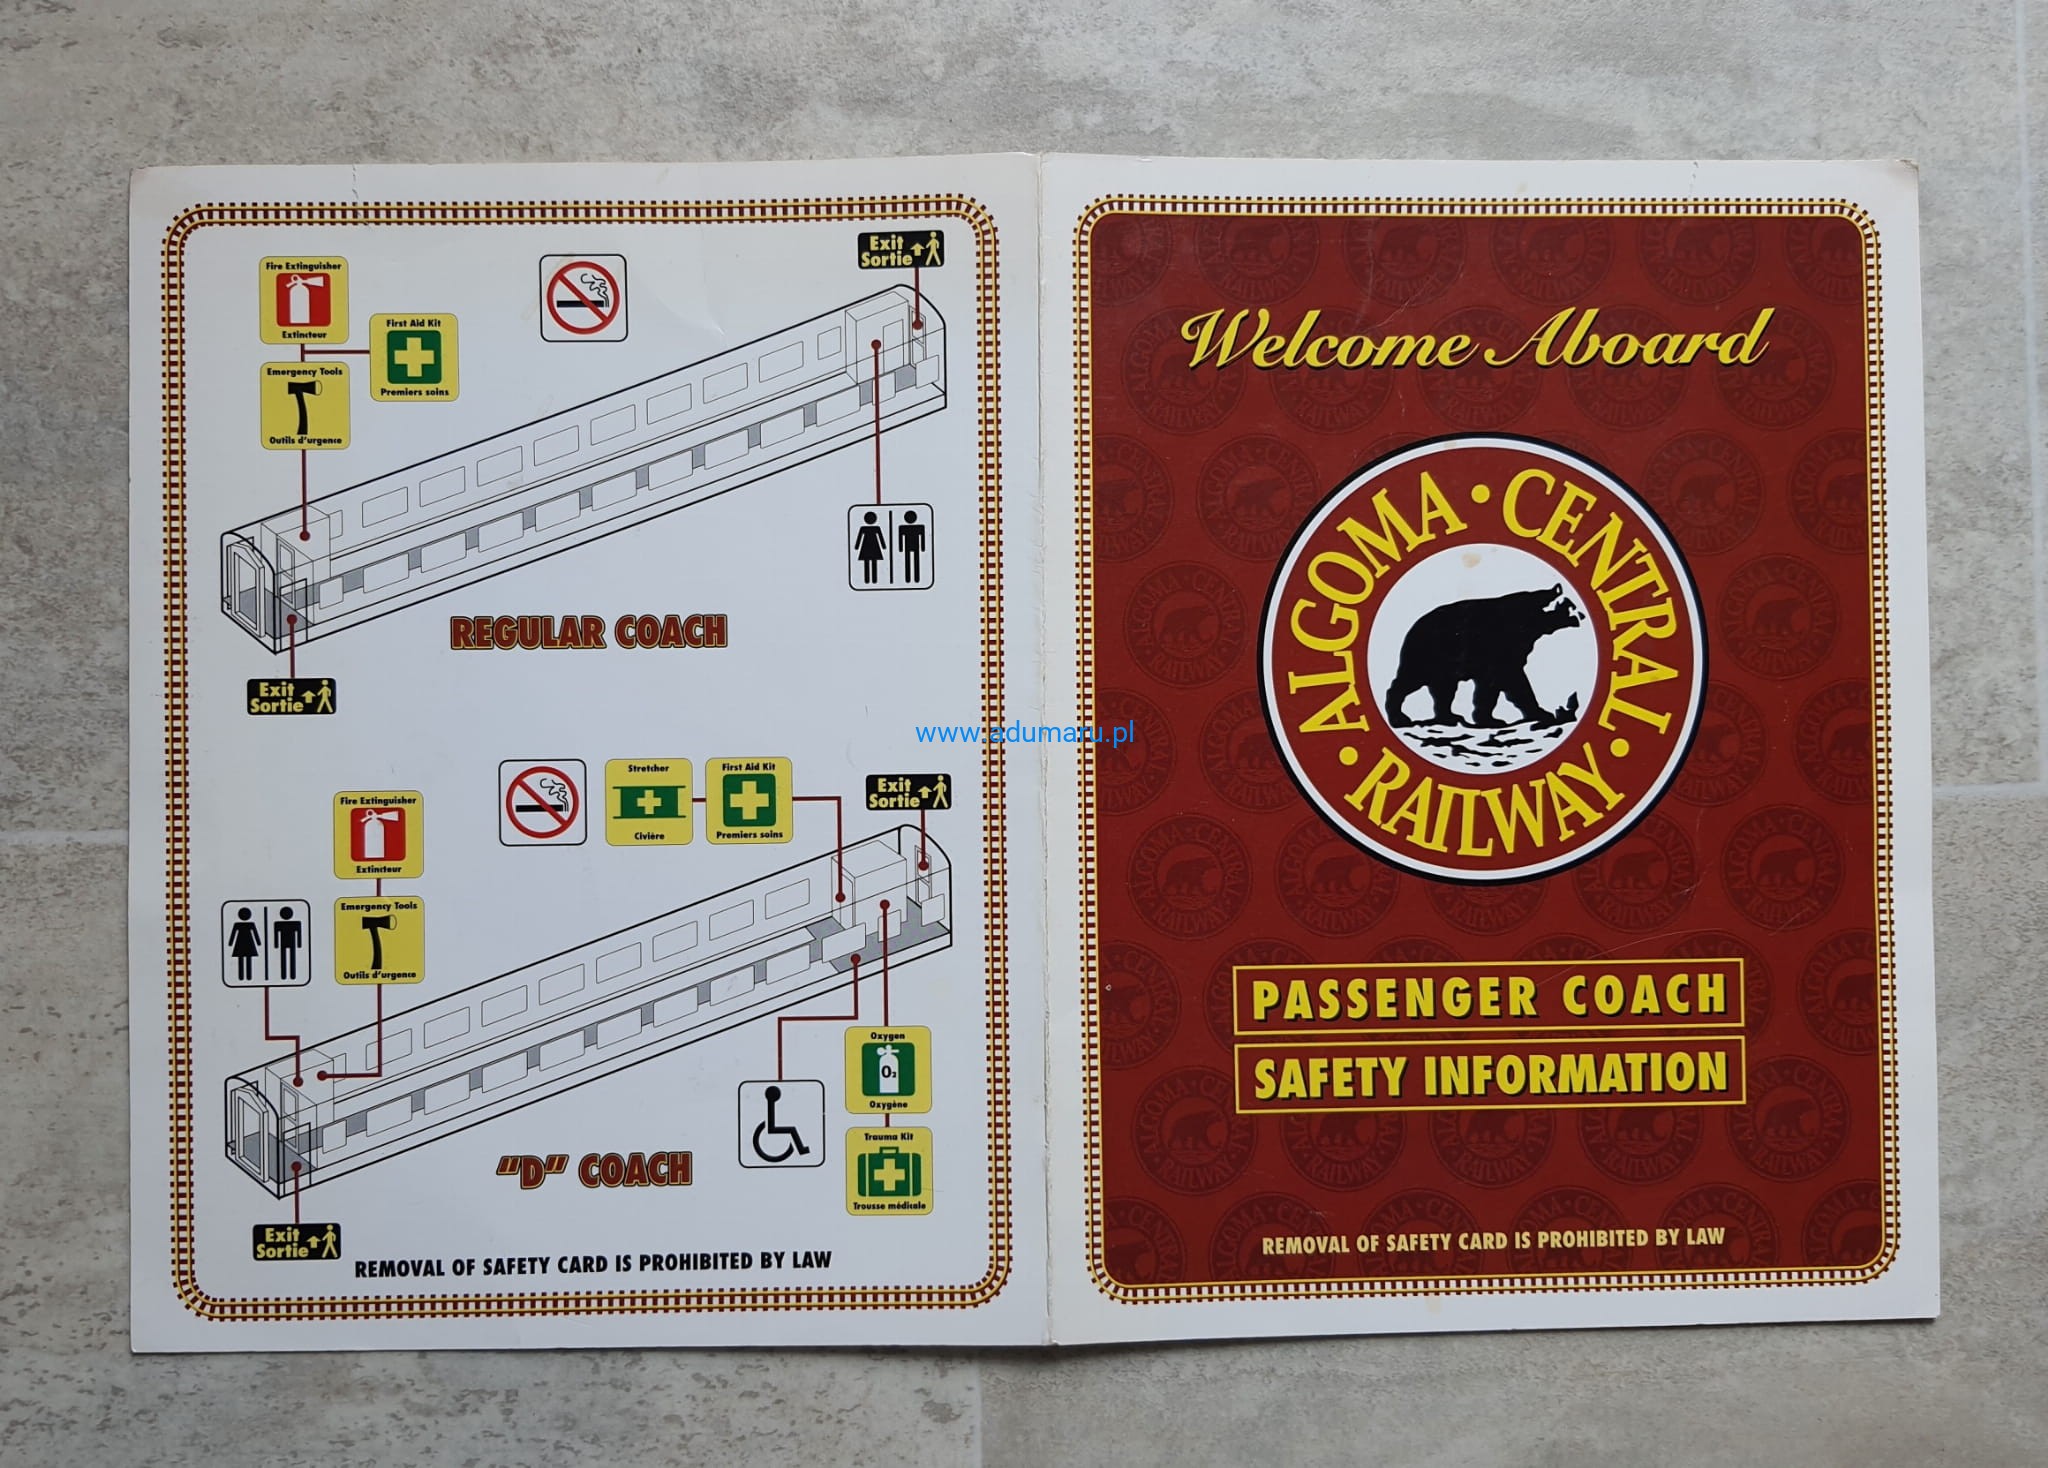 Exit
Sortie
Fire Extinguisher
Extincteur
First Aid Kit
Premiers soins
Emergency Tools
Outils d'urgence
REGULAR COACH
Exit
Sortie
Stretcher
Civière
First Aid Kit
Premiers soins
Exit
Sortie
Fire Extinguisher
Extincteur
Emergency Tools
Outils d'urgence
Oxygen
O₂
Oxygène
Trauma Kit
Trousse médicale
"D" COACH
Exit
Sortie
REMOVAL OF SAFETY CARD IS PROHIBITED BY LAW
www.adumaru.pl
Welcome Aboard
ALGOMA · CENTRAL · RAILWAY ·
PASSENGER COACH
SAFETY INFORMATION
REMOVAL OF SAFETY CARD IS PROHIBITED BY LAW